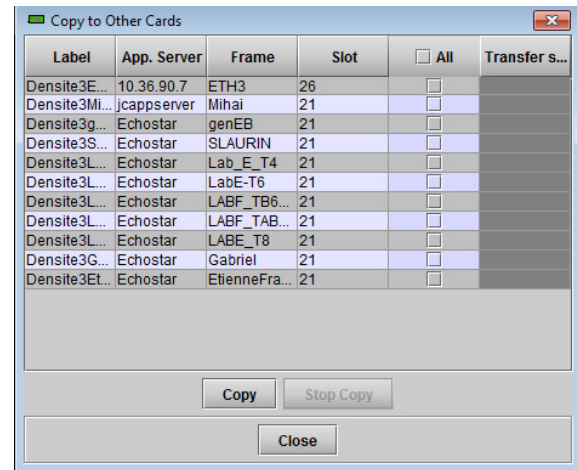 Copy to Other Cards
Label App. Server Frame Slot All Transfer s...
Densite3E... 10.36.90.7 ETH3 26
Densite3Mi... jcappserver Mihai 21
Densite3g... Echostar genEB 21
Densite3S... Echostar SLAURIN 21
Densite3L... Echostar Lab_E_T4 21
Densite3L... Echostar LabE-T6 21
Densite3L... Echostar LABF_TB6... 21
Densite3L... Echostar LABF_TAB... 21
Densite3L... Echostar LABE_T8 21
Densite3G... Echostar Gabriel 21
Densite3Et... Echostar EtienneFra... 21
Copy Stop Copy
Close